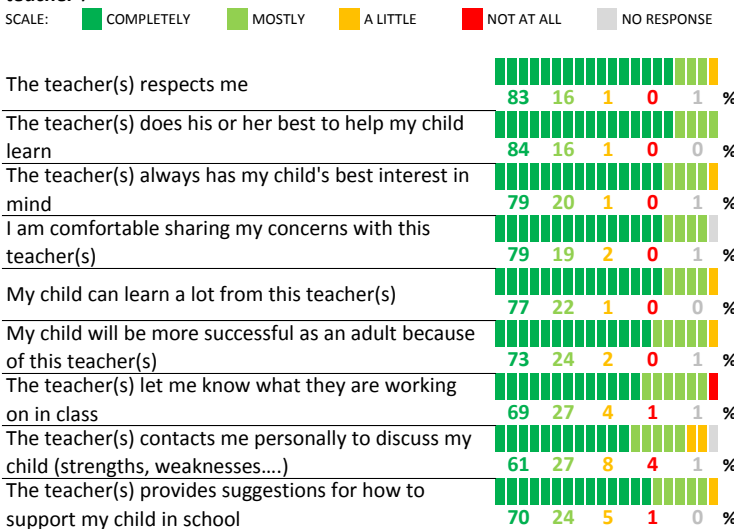 SCALE: COMPLETELY MOSTLY A LITTLE NOT AT ALL NO RESPONSE
The teacher(s) respects me
83 16 1 0 1 %
The teacher(s) does his or her best to help my child
learn
84 16 1 0 0 %
The teacher(s) always has my child's best interest in
mind
79 20 1 0 1 %
I am comfortable sharing my concerns with this
teacher(s)
79 19 2 0 1 %
My child can learn a lot from this teacher(s)
77 22 1 0 0 %
My child will be more successful as an adult because
of this teacher(s)
73 24 2 0 1 %
The teacher(s) let me know what they are working
on in class
69 27 4 1 1 %
The teacher(s) contacts me personally to discuss my
child (strengths, weaknesses....)
61 27 8 4 1 %
The teacher(s) provides suggestions for how to
support my child in school
70 24 5 1 0 %